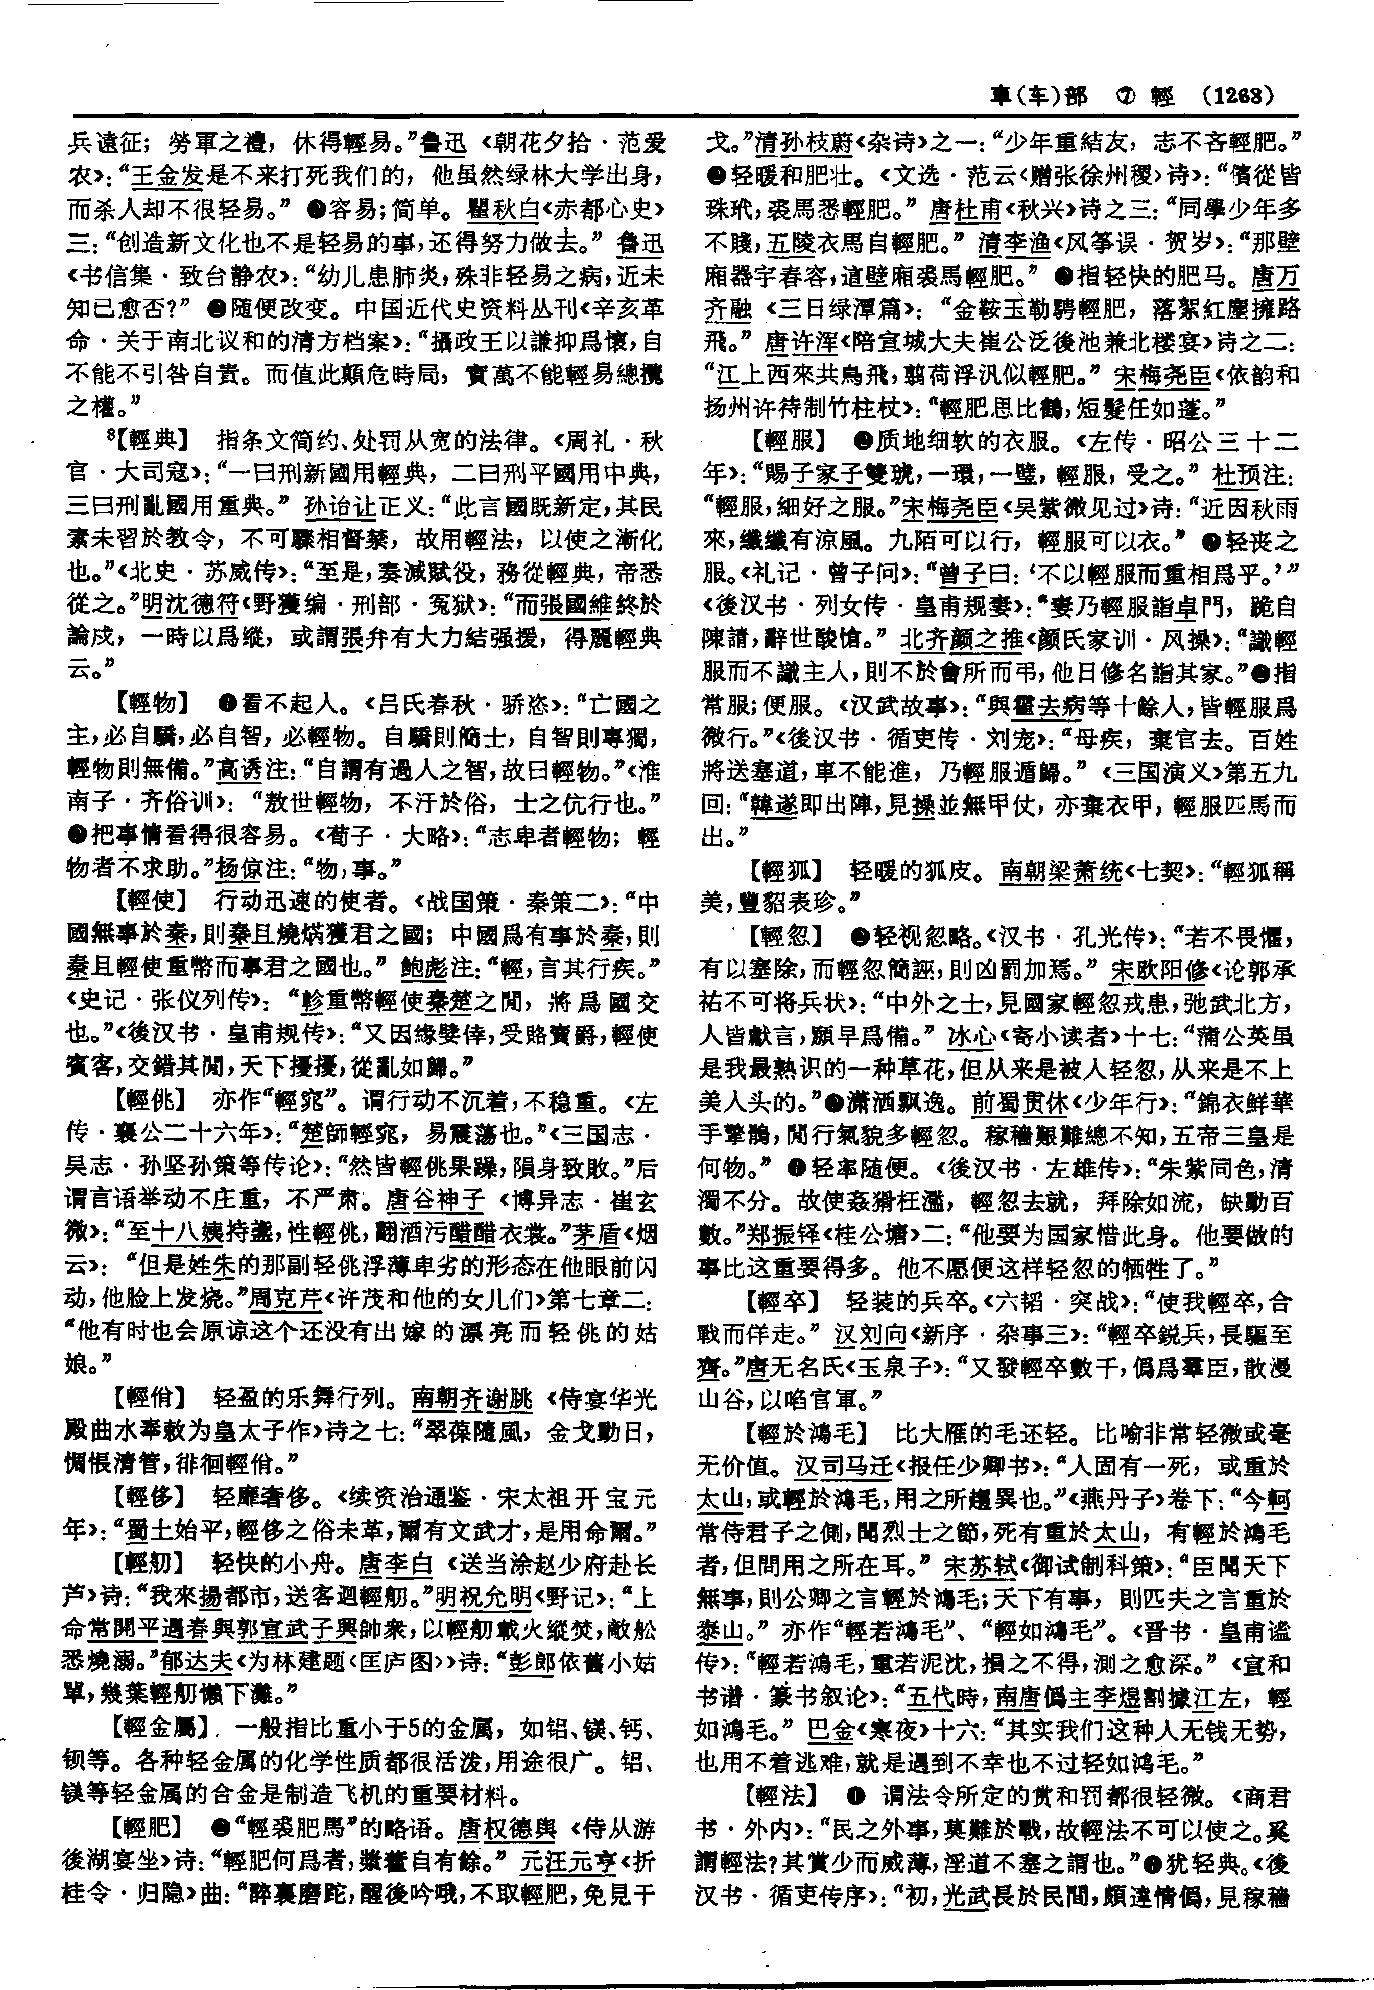 車(车)部 ⑦ 輕 (1263)
兵遠征；勞軍之禮，休得輕易。”鲁迅《朝花夕拾·范爱
农》：“王金发是不来打死我们的，他虽然绿林大学出身，
而杀人却不很轻易。” ❸容易；简单。瞿秋白《赤都心史》
三：“创造新文化也不是轻易的事，还得努力做去。” 鲁迅
《书信集·致台静农》：“幼儿患肺炎，殊非轻易之病，近未
知已愈否？” ❹随便改变。中国近代史资料丛刊《辛亥革
命·关于南北议和的清方档案》：“攝政王以謙抑爲懷，自
不能不引咎自責。而值此顛危時局，實萬不能輕易總攬
之權。”
8【輕典】 指条文简约、处罚从宽的法律。《周礼·秋
官·大司寇》：“一曰刑新國用輕典，二曰刑平國用中典，
三曰刑亂國用重典。” 孙诒让正义：“此言國既新定，其民
素未習於教令，不可驟相督禁，故用輕法，以使之漸化
也。”《北史·苏威传》：“至是，奏減賦役，務從輕典，帝悉
從之。”明沈德符《野獲编·刑部·冤狱》：“而張國維終於
論戍，一時以爲縱，或謂張弁有大力結强援，得麗輕典
云。”
【輕物】 ❶看不起人。《吕氏春秋·骄恣》：“亡國之
主，必自驕，必自智，必輕物。自驕則簡士，自智則專獨，
輕物則無備。”高诱注：“自謂有過人之智，故曰輕物。”《淮
南子·齐俗训》：“敖世輕物，不汙於俗，士之伉行也。”
❷把事情看得很容易。《荀子·大略》：“志卑者輕物；輕
物者不求助。”杨倞注：“物，事。”
【輕使】 行动迅速的使者。《战国策·秦策二》：“中
國無事於秦，則秦且燒焫獲君之國；中國爲有事於秦，則
秦且輕使重幣而事君之國也。” 鲍彪注：“輕，言其行疾。”
《史记·张仪列传》：“軫重幣輕使秦楚之閒，將爲國交
也。”《後汉书·皇甫规传》：“又因緣嬖倖，受賂賣爵，輕使
賓客，交錯其閒，天下擾擾，從亂如歸。”
【輕佻】 亦作“輕窕”。谓行动不沉着，不稳重。《左
传·襄公二十六年》：“楚師輕窕，易震蕩也。”《三国志·
吴志·孙坚孙策等传论》：“然皆輕佻果躁，隕身致敗。”后
谓言语举动不庄重，不严肃。唐谷神子《博异志·崔玄
微》：“至十八姨持盞，性輕佻，翻酒污醋醋衣裳。”茅盾《烟
云》：“但是姓朱的那副轻佻浮薄卑劣的形态在他眼前闪
动，他脸上发烧。”周克芹《许茂和他的女儿们》第七章二：
“他有时也会原谅这个还没有出嫁的漂亮而轻佻的姑
娘。”
【輕佾】 轻盈的乐舞行列。南朝齐谢朓《侍宴华光
殿曲水奉敕为皇太子作》诗之七：“翠葆隨風，金戈動日，
惆悵清管，徘徊輕佾。”
【輕侈】 轻靡奢侈。《续资治通鉴·宋太祖开宝元
年》：“蜀土始平，輕侈之俗未革，爾有文武才，是用命爾。”
【輕舠】 轻快的小舟。唐李白《送当涂赵少府赴长
芦》诗：“我來揚都市，送客迴輕舠。”明祝允明《野记》：“上
命常開平遇春與郭宣武子興帥衆，以輕舠載火縱焚，敵舩
悉燒溺。”郁达夫《为林建题〈匡庐图〉》诗：“彭郎依舊小姑
單，幾葉輕舠懶下灘。”
【輕金屬】 一般指比重小于5的金属，如铝、镁、钙、
钡等。各种轻金属的化学性质都很活泼，用途很广。铝、
镁等轻金属的合金是制造飞机的重要材料。
【輕肥】 ❶“輕裘肥馬”的略语。唐权德舆《侍从游
後湖宴坐》诗：“輕肥何爲者，漿藿自有餘。” 元汪元亨《折
桂令·归隐》曲：“醉裏磨跎，醒後吟哦，不取輕肥，免見干
戈。”清孙枝蔚《杂诗》之一：“少年重結友，志不吝輕肥。”
❷轻暖和肥壮。《文选·范云〈赠张徐州稷〉诗》：“儐從皆
珠玳，裘馬悉輕肥。” 唐杜甫《秋兴》诗之三：“同學少年多
不賤，五陵衣馬自輕肥。” 清李渔《风筝误·贺岁》：“那壁
廂器宇春容，這壁廂裘馬輕肥。” ❸指轻快的肥马。唐万
齐融《三日绿潭篇》：“金鞍玉勒騁輕肥，落絮紅塵擁路
飛。” 唐许浑《陪宣城大夫崔公泛後池兼北楼宴》诗之二：
“江上西來共鳥飛，翦荷浮汎似輕肥。” 宋梅尧臣《依韵和
扬州许待制竹柱杖》：“輕肥思比鶴，短髮任如蓬。”
【輕服】 ❶质地细软的衣服。《左传·昭公三十二
年》：“賜子家子雙琥，一環，一璧，輕服，受之。” 杜预注：
“輕服，細好之服。”宋梅尧臣《吴紫微见过》诗：“近因秋雨
來，纖纖有涼風。九陌可以行，輕服可以衣。” ❷轻丧之
服。《礼记·曾子问》：“曾子曰：‘不以輕服而重相爲乎。’”
《後汉书·列女传·皇甫规妻》：“妻乃輕服詣卓門，跪自
陳請，辭世酸愴。” 北齐颜之推《颜氏家训·风操》：“識輕
服而不識主人，則不於會所而弔，他日修名詣其家。”❸指
常服；便服。《汉武故事》：“與霍去病等十餘人，皆輕服爲
微行。”《後汉书·循吏传·刘宠》：“母疾，棄官去。百姓
將送塞道，車不能進，乃輕服遁歸。” 《三国演义》第五九
回：“韓遂即出陣，見操並無甲仗，亦棄衣甲，輕服匹馬而
出。”
【輕狐】 轻暖的狐皮。南朝梁萧统《七契》：“輕狐稱
美，豐貂表珍。”
【輕忽】 ❶轻视忽略。《汉书·孔光传》：“若不畏懼，
有以塞除，而輕忽簡誣，則凶罰加焉。” 宋欧阳修《论郭承
祐不可将兵状》：“中外之士，見國家輕忽戎患，弛武北方，
人皆獻言，願早爲備。” 冰心《寄小读者》十七：“蒲公英虽
是我最熟识的一种草花，但从来是被人轻忽，从来是不上
美人头的。”❷潇洒飘逸。前蜀贯休《少年行》：“錦衣鮮華
手擎鶻，閒行氣貌多輕忽。稼穡艱難總不知，五帝三皇是
何物。” ❸轻率随便。《後汉书·左雄传》：“朱紫同色，清
濁不分。故使姦猾枉濫，輕忽去就，拜除如流，缺動百
數。”郑振铎《桂公塘》二：“他要为国家惜此身。他要做的
事比这重要得多。他不愿便这样轻忽的牺牲了。”
【輕卒】 轻装的兵卒。《六韬·突战》：“使我輕卒，合
戰而佯走。” 汉刘向《新序·杂事三》：“輕卒鋭兵，長驅至
齊。”唐无名氏《玉泉子》：“又發輕卒數千，僞爲羣臣，散漫
山谷，以啗官軍。”
【輕於鴻毛】 比大雁的毛还轻。比喻非常轻微或毫
无价值。汉司马迁《报任少卿书》：“人固有一死，或重於
太山，或輕於鴻毛，用之所趨異也。”《燕丹子》卷下：“今軻
常侍君子之側，聞烈士之節，死有重於太山，有輕於鴻毛
者，但問用之所在耳。” 宋苏轼《御试制科策》：“臣聞天下
無事，則公卿之言輕於鴻毛；天下有事，則匹夫之言重於
泰山。” 亦作“輕若鴻毛”、“輕如鴻毛”。《晋书·皇甫谧
传》：“輕若鴻毛，重若泥沈，損之不得，測之愈深。” 《宣和
书谱·篆书叙论》：“五代時，南唐僞主李煜割據江左，輕
如鴻毛。” 巴金《寒夜》十六：“其实我们这种人无钱无势，
也用不着逃难，就是遇到不幸也不过轻如鸿毛。”
【輕法】 ❶ 谓法令所定的赏和罚都很轻微。《商君
书·外内》：“民之外事，莫難於戰，故輕法不可以使之。奚
謂輕法？其賞少而威薄，淫道不塞之謂也。”❷犹轻典。《後
汉书·循吏传序》：“初，光武長於民間，頗達情僞，見稼穡